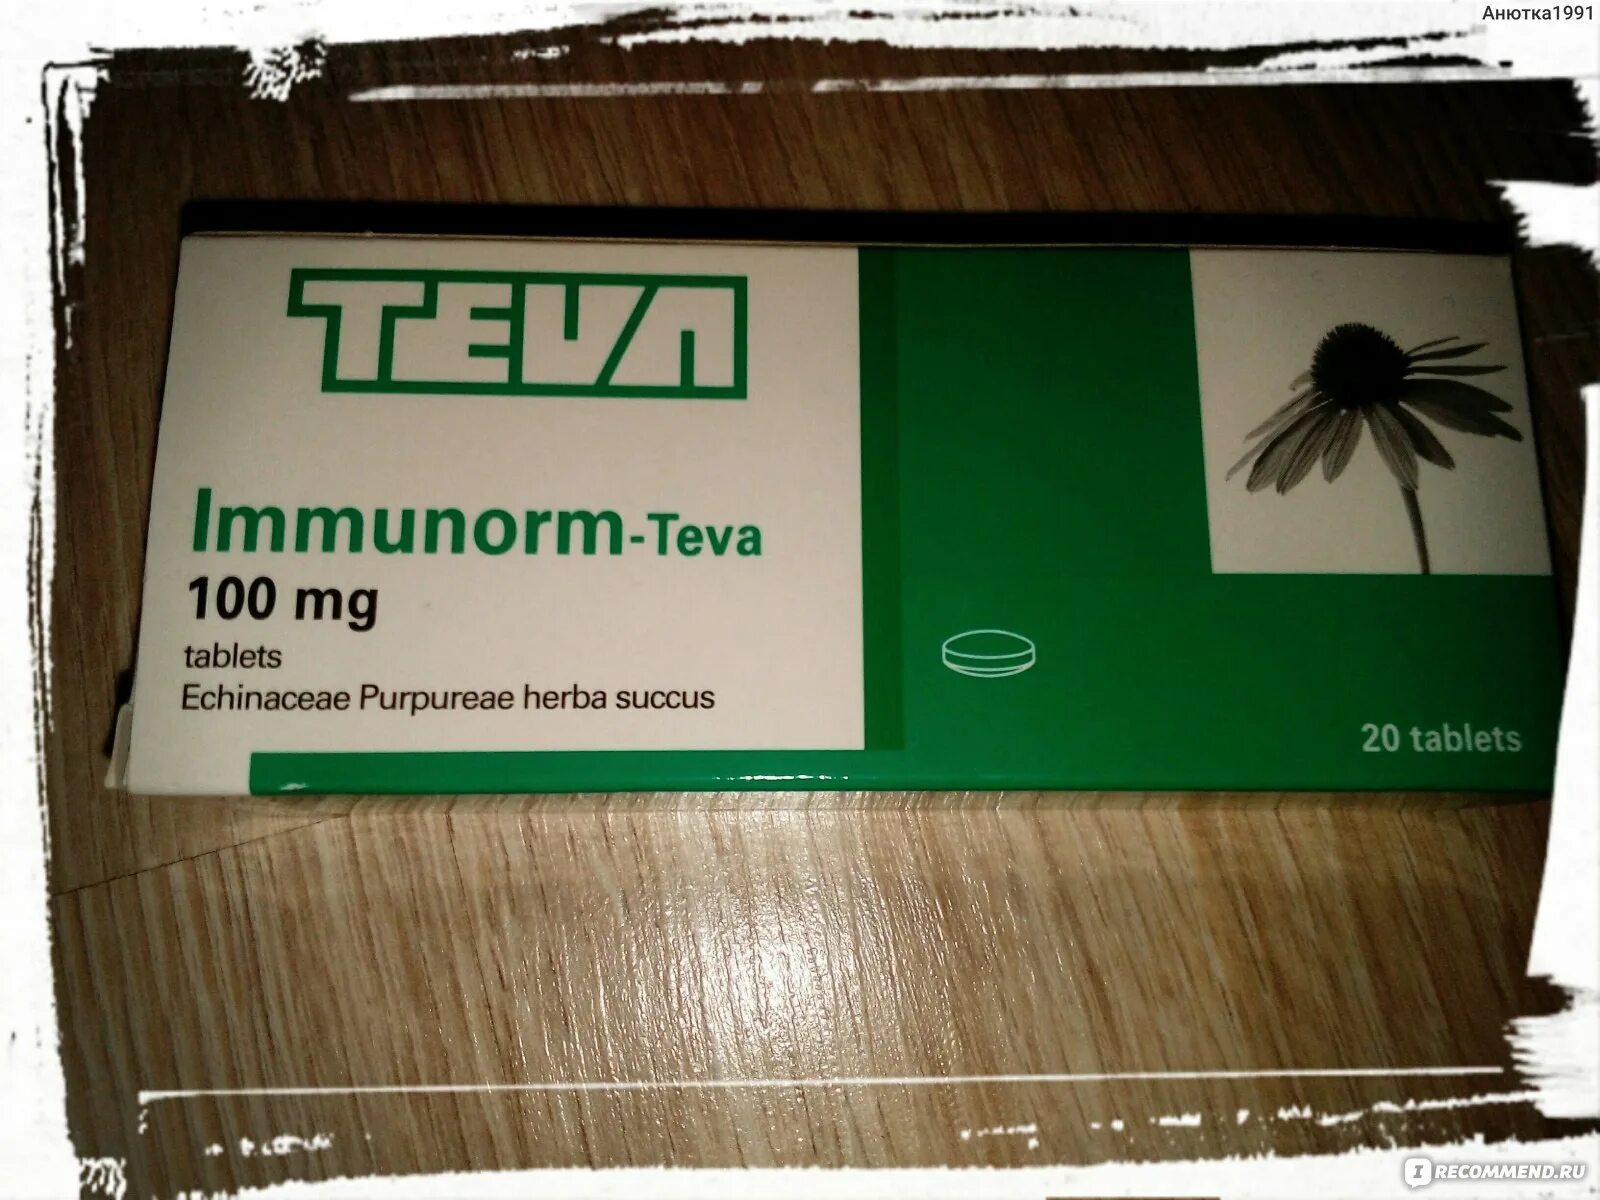 Анютка1991
TEVA
Immunorm-Teva
100 mg
tablets
Echinaceae Purpureae herba succus
20 tablets
I RECOMMEND.RU